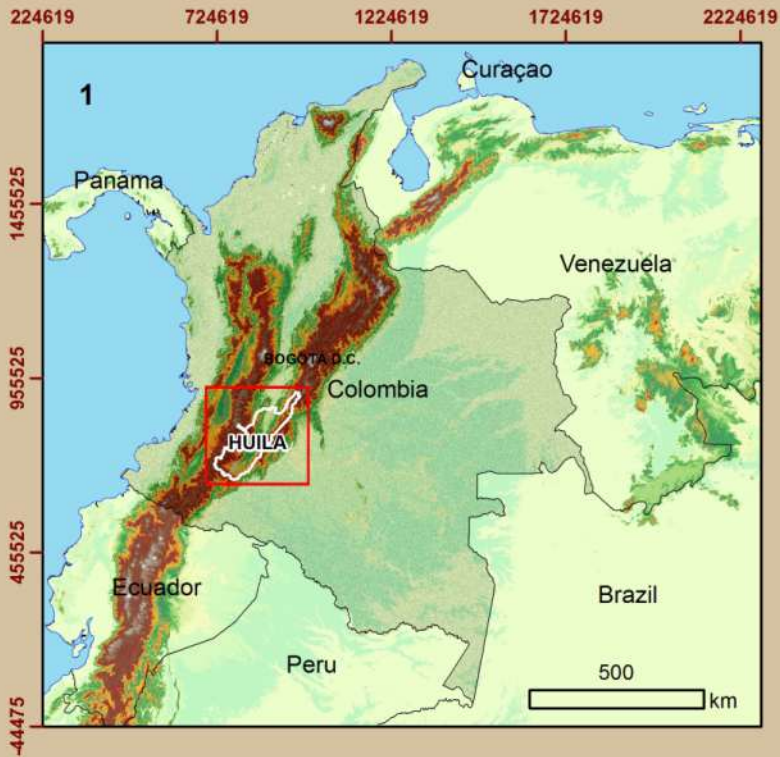 224619 724619 1224619 1724619 2224619
1
Curaçao
Panama
1455525
Venezuela
BOGOTA D.C.
955525
Colombia
HUILA
455525
Ecuador
Brazil
Peru
500
km
-44475